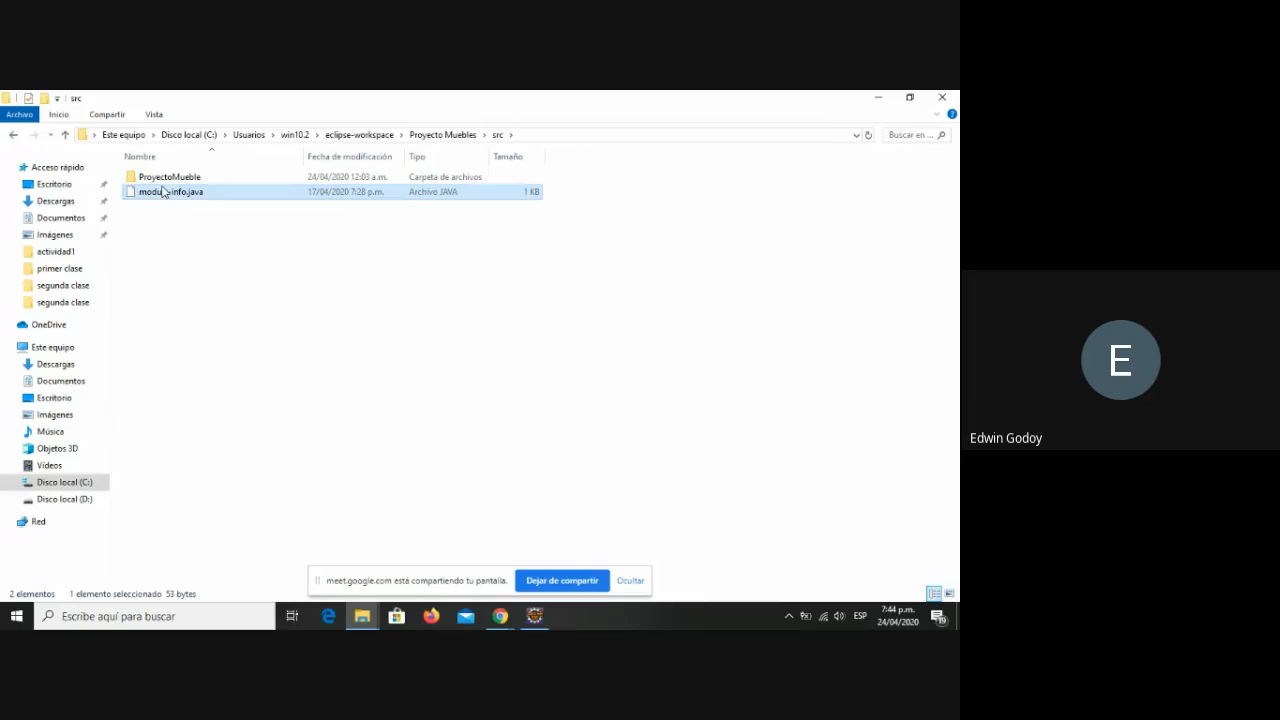 src
Archivo Inicio Compartir Vista
Este equipo Disco local (C:) Usuarios win10.2 eclipse-workspace Proyecto Muebles src
Buscar en ...
Nombre Fecha de modificación Tipo Tamaño
ProyectoMueble 24/04/2020 12:03 a.m. Carpeta de archivos
17/04/2020 7:28 p.m. Archivo JAVA 1 KB
Acceso rápido
Escritorio
Descargas
Documentos
Imágenes
actividad1
primer clase
segunda clase
segunda clase
OneDrive
Este equipo
Descargas
Documentos
Escritorio
Imágenes
Música
Objetos 3D
Vídeos
Disco local (C:)
Disco local (D:)
Red
meet.google.com está compartiendo tu pantalla.
Dejar de compartir
Ocultar
2 elementos 1 elemento seleccionado 53 bytes
Escribe aquí para buscar
ESP
7:44 p.m.
24/04/2020
19
E
Edwin Godoy